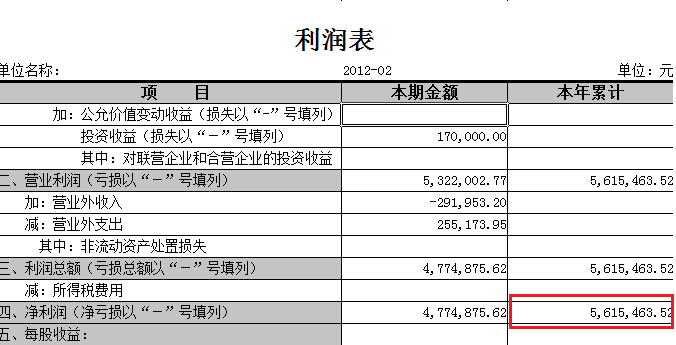 利润表
单位名称： 2012-02 单位：元
项 目 本期金额 本年累计
加：公允价值变动收益（损失以“-”号填列）
投资收益（损失以“－”号填列） 170,000.00
其中：对联营企业和合营企业的投资收益
二、营业利润（亏损以“－”号填列） 5,322,002.77 5,615,463.52
加：营业外收入 -291,953.20
减：营业外支出 255,173.95
其中：非流动资产处置损失
三、利润总额（亏损总额以“－”号填列） 4,774,875.62 5,615,463.52
减：所得税费用
四、净利润（净亏损以“－”号填列） 4,774,875.62 5,615,463.52
五、每股收益：